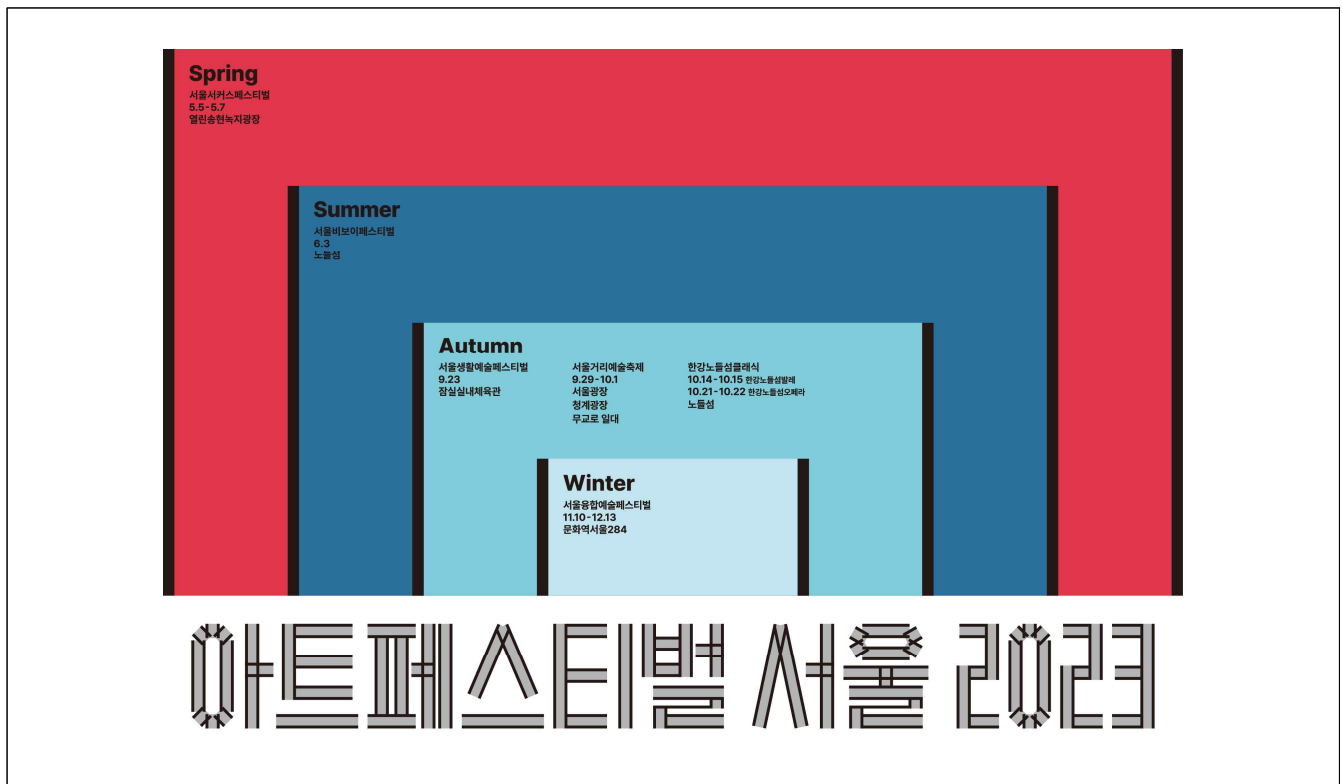 Spring
서울서커스페스티벌
5.5-5.7
열린송현녹지광장
Summer
서울비보이페스티벌
6.3
노들섬
Autumn
서울생활예술페스티벌
9.23
잠실실내체육관
서울거리예술축제
9.29-10.1
서울광장
청계광장
무교로 일대
한강노들섬클래식
10.14-10.15 한강노들섬발레
10.21-10.22 한강노들섬오페라
노들섬
Winter
서울융합예술페스티벌
11.10-12.13
문화역서울284
아트페스티벌 서울 2023